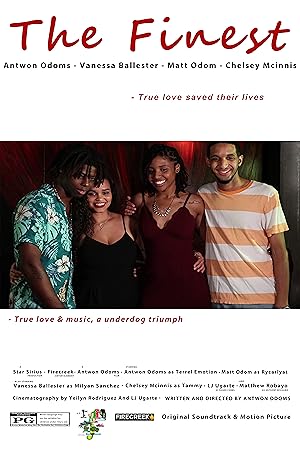 The Finest
Antwon Odoms - Vanessa Ballester - Matt Odom - Chelsey Mcinnis
- True love saved their lives
- True love & music, a underdog triumph
Star Sirius - Firecreek - Antwon Odoms - Antwon Odoms as Terrel Emotion - Matt Odom as Rycariyas
Vanessa Ballester as Milyan Sanchez - Chelsey Mcinnis as Tammy - LJ Ugarte - Matthew Robayo
Cinematography by Yeilyn Rodriguez And LJ Ugarte - WRITTEN AND DIRECTED BY ANTWON ODOMS
PG
FIRECREEK
Original Soundtrack & Motion Picture